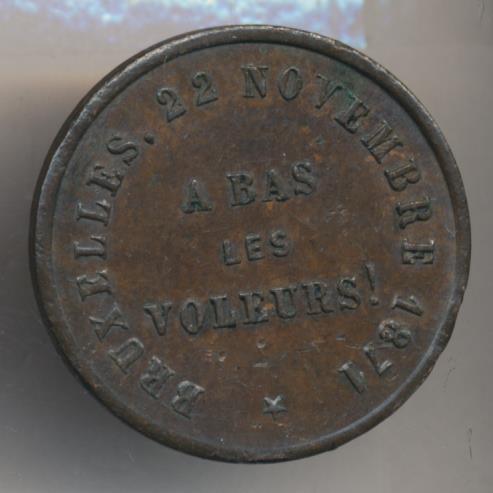 BRUXELLES. 22 NOVEMBRE 1871
A BAS
LES
VOLEURS!